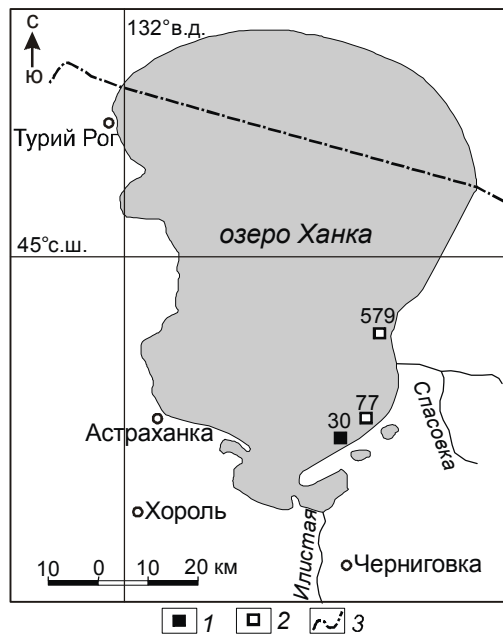 С
Ю
132°в.д.
Турий Рог
озеро Ханка
45°с.ш.
579
77
30
Спасовка
Астраханка
Хороль
Илистая
Черниговка
10 0 10 20 км
1 2 3